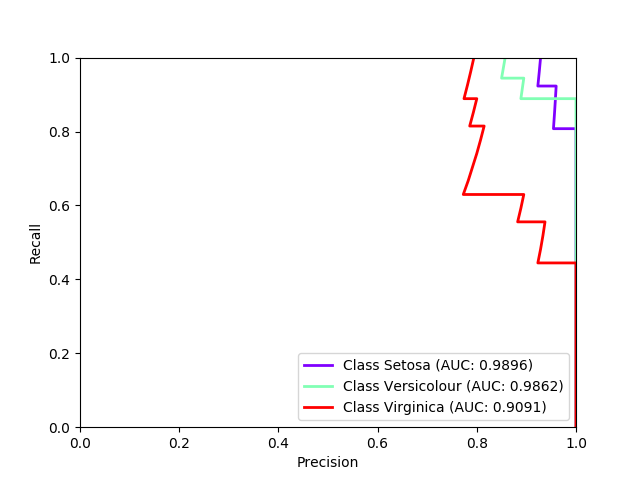 1.0
0.8
0.6
0.4
0.2
0.0
Recall
Class Setosa (AUC: 0.9896)
Class Versicolour (AUC: 0.9862)
Class Virginica (AUC: 0.9091)
0.0 0.2 0.4 0.6 0.8 1.0
Precision